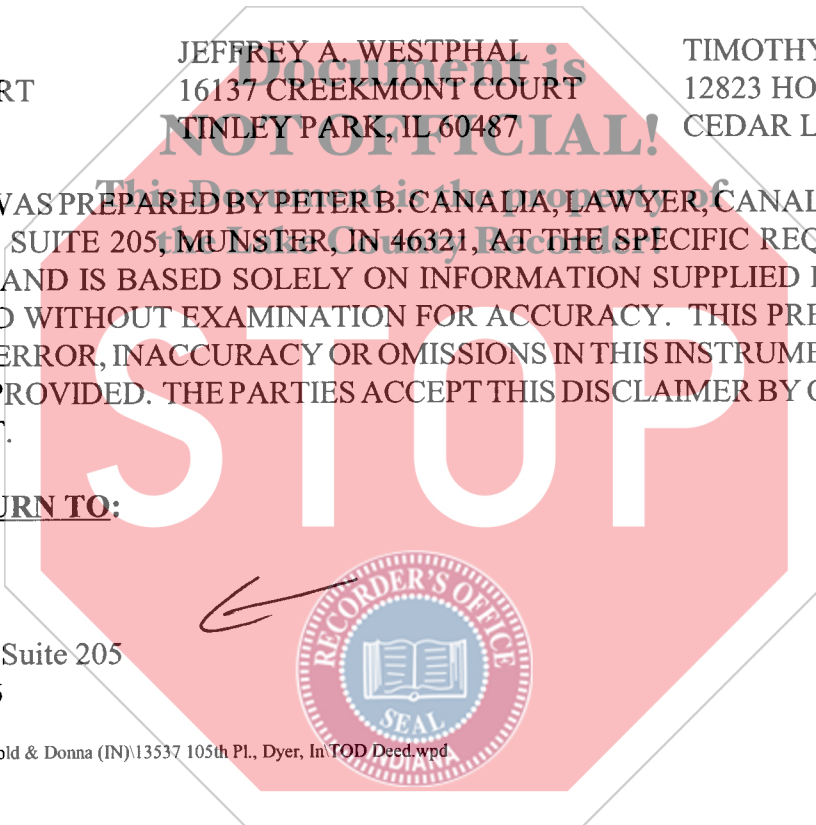 JEFFREY A. WESTPHAL
16137 CREEKMONT COURT
TINLEY PARK, IL 60487
RT
TIMOTHY
12823 HO
CEDAR L
Document is
NOT OFFICIAL!
This Document is the property of
the Lake County Recorder!
WAS PREPARED BY PETER B. CANALIA, LAWYER, CANAL
SUITE 205, MUNSTER, IN 46321, AT THE SPECIFIC REQ
AND IS BASED SOLELY ON INFORMATION SUPPLIED
D WITHOUT EXAMINATION FOR ACCURACY. THIS PRE
ERROR, INACCURACY OR OMISSIONS IN THIS INSTRUME
PROVIDED. THE PARTIES ACCEPT THIS DISCLAIMER BY
T.
STOP
URN TO:
Suite 205
old & Donna (IN)\13537 105th Pl., Dyer, In\TOD Deed.wpd
RECORDER'S OFFICE
SEAL
INDIANA